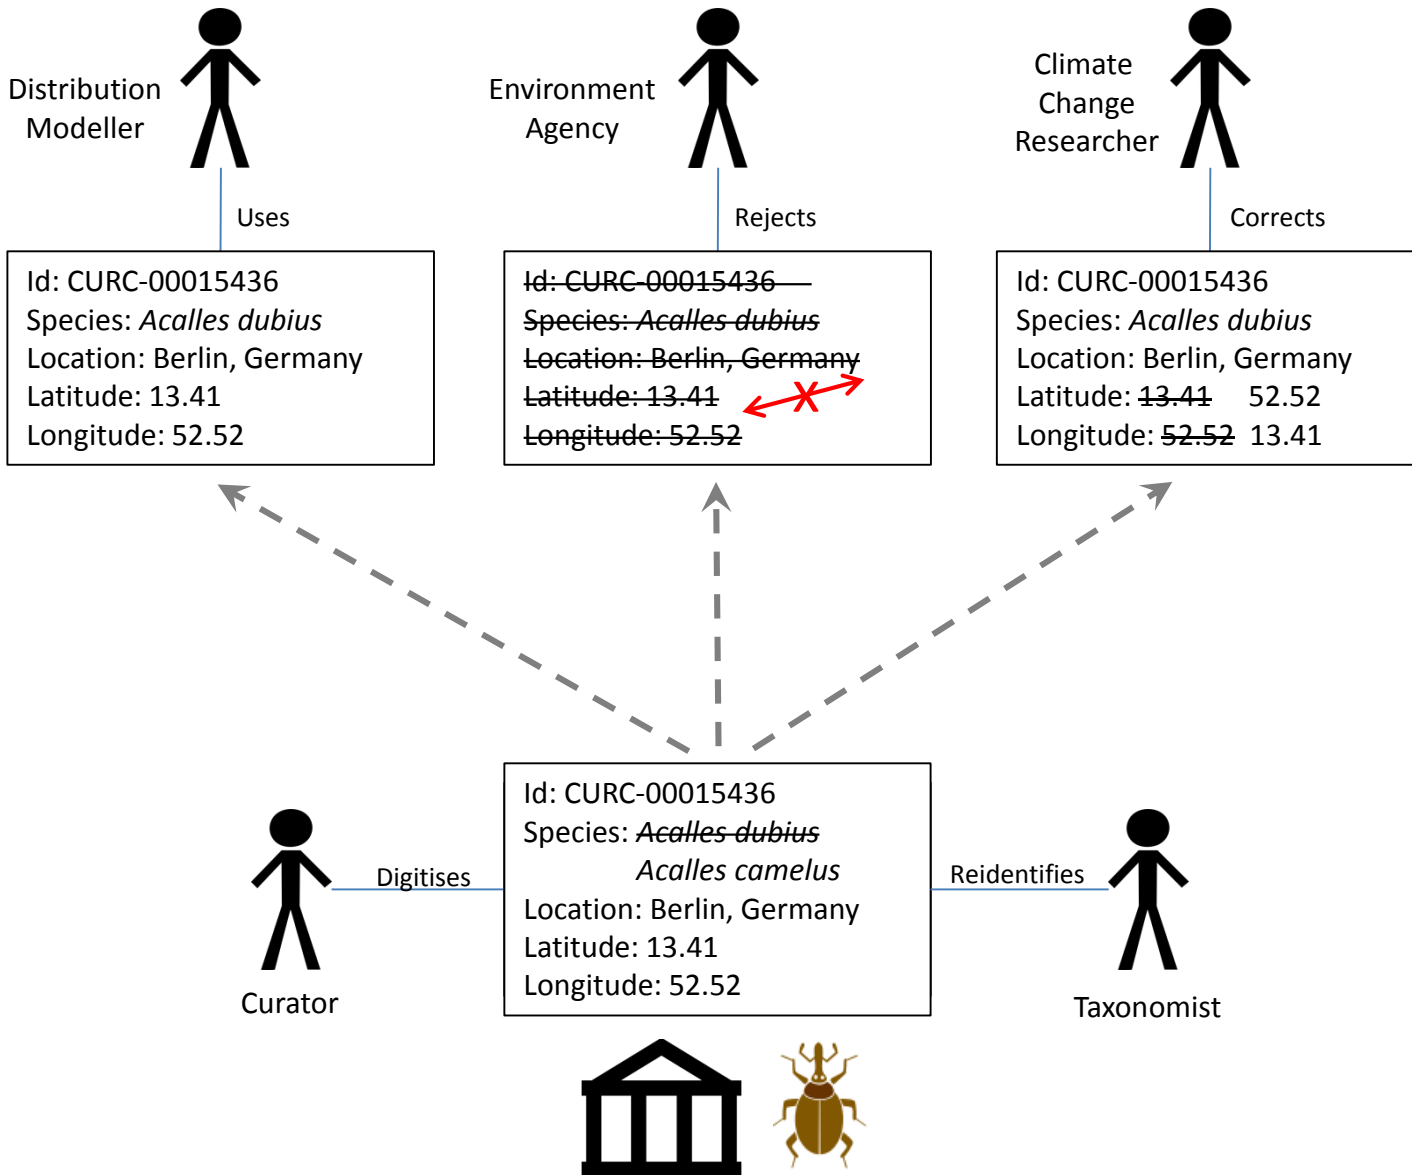 Distribution
Modeller
Uses
Id: CURC-00015436
Species: Acalles dubius
Location: Berlin, Germany
Latitude: 13.41
Longitude: 52.52
Environment
Agency
Rejects
Id: CURC-00015436
Species: Acalles dubius
Location: Berlin, Germany
Latitude: 13.41
X
Longitude: 52.52
Climate
Change
Researcher
Corrects
Id: CURC-00015436
Species: Acalles dubius
Location: Berlin, Germany
Latitude: 13.41 52.52
Longitude: 52.52 13.41
Curator
Digitises
Id: CURC-00015436
Species: Acalles dubius
Acalles camelus
Location: Berlin, Germany
Latitude: 13.41
Longitude: 52.52
Reidentifies
Taxonomist